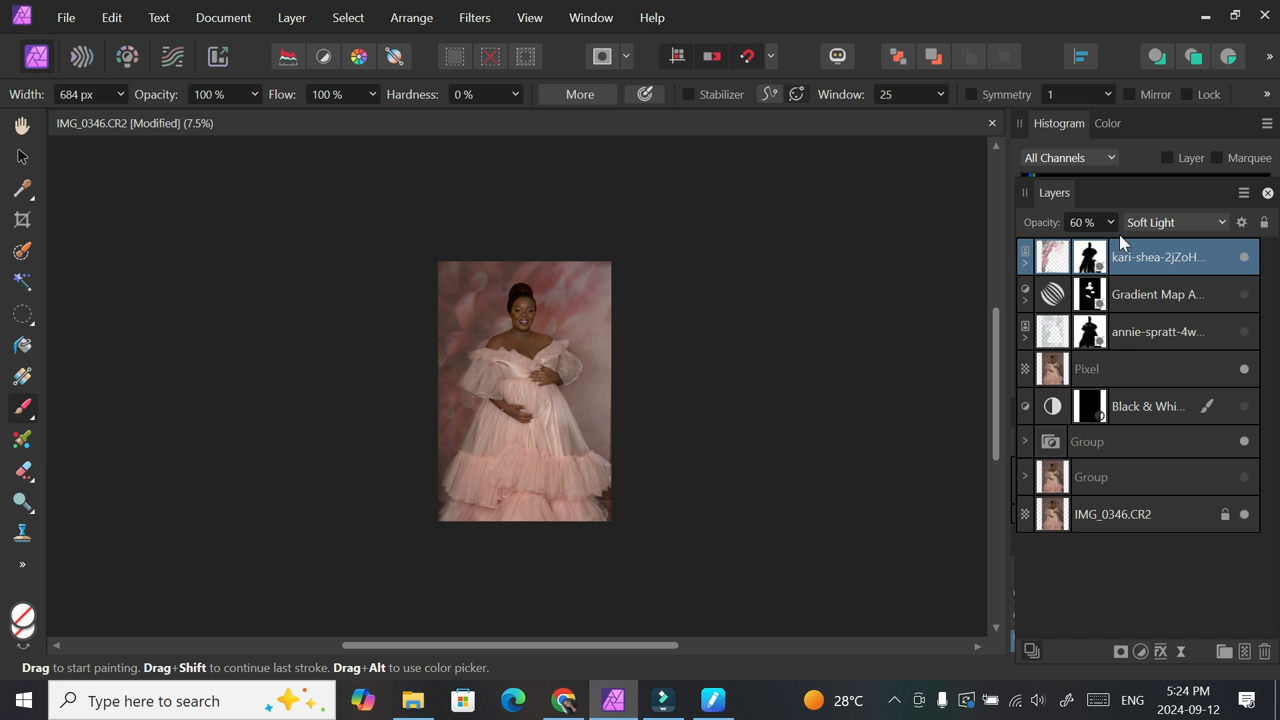 File Edit Text Document Layer Select Arrange Filters View Window Help
Width: 684 px Opacity: 100 % Flow: 100 % Hardness: 0 % More Stabilizer Window: 25 Symmetry 1 Mirror Lock
IMG_0346.CR2 [Modified] (7.5%)
Histogram Color
All Channels Layer Marquee
Layers
Opacity: 60 % Soft Light
kari-shea-2jZoH...
Gradient Map A...
annie-spratt-4w...
Pixel
Black & Whi...
Group
Group
IMG_0346.CR2
Drag to start painting. Drag+Shift to continue last stroke. Drag+Alt to use color picker.
Type here to search
28°C
ENG
2024-09-12